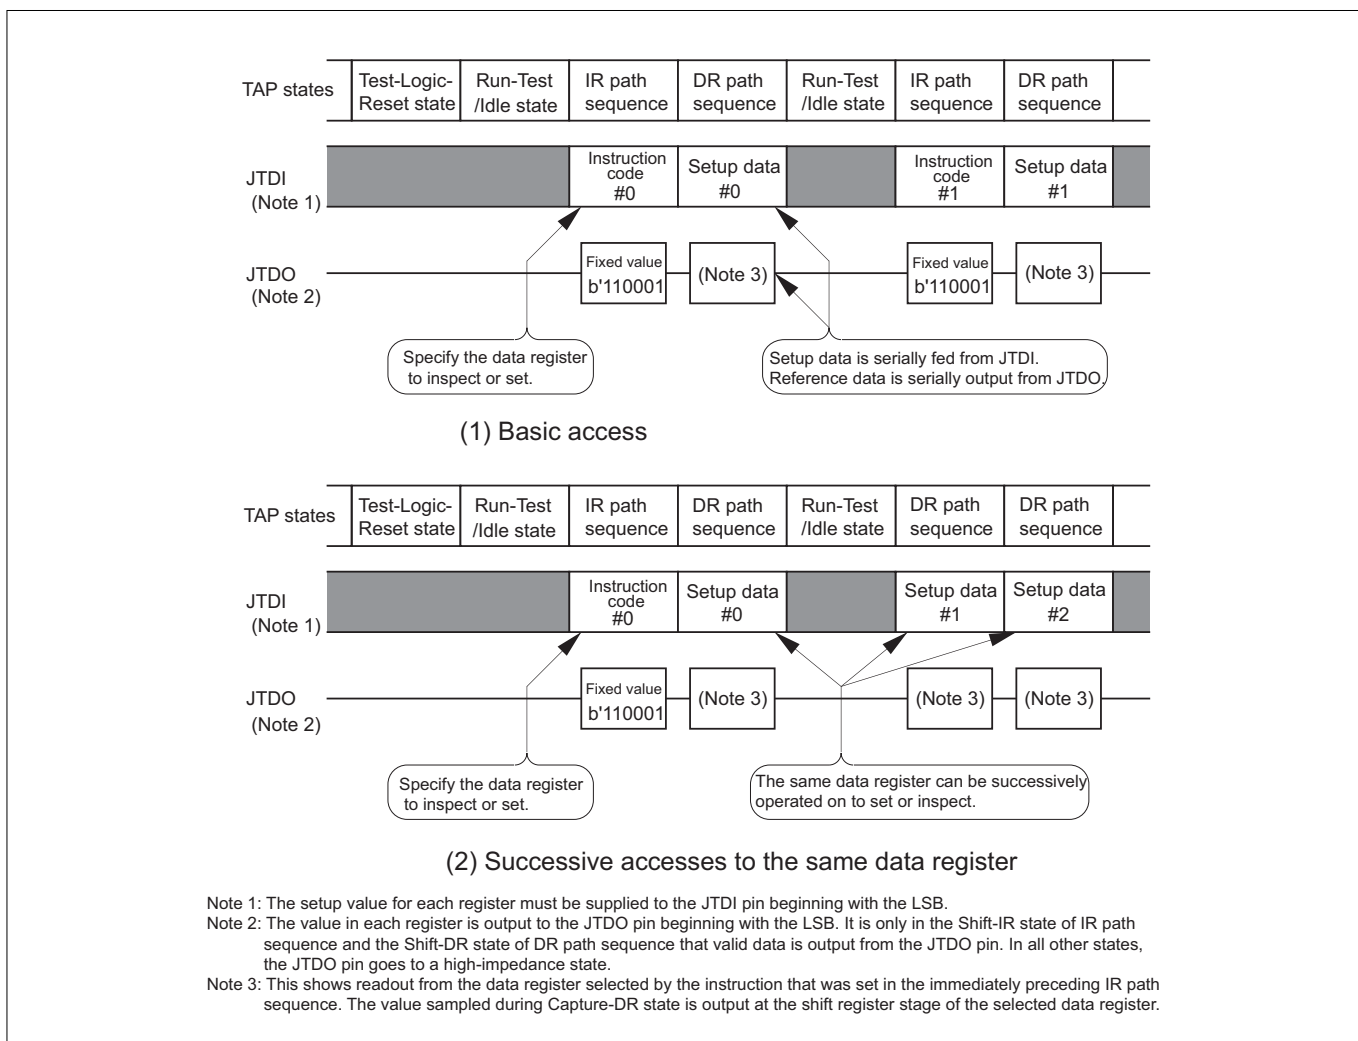 TAP states
Test-Logic-
Reset state
Run-Test
/Idle state
IR path
sequence
DR path
sequence
Run-Test
/Idle state
IR path
sequence
DR path
sequence
JTDI
(Note 1)
Instruction
code
#0
Setup data
#0
Instruction
code
#1
Setup data
#1
JTDO
(Note 2)
Fixed value
b'110001
(Note 3)
Fixed value
b'110001
(Note 3)
Specify the data register
to inspect or set.
Setup data is serially fed from JTDI.
Reference data is serially output from JTDO.
(1) Basic access
TAP states
Test-Logic-
Reset state
Run-Test
/Idle state
IR path
sequence
DR path
sequence
Run-Test
/Idle state
DR path
sequence
DR path
sequence
JTDI
(Note 1)
Instruction
code
#0
Setup data
#0
Setup data
#1
Setup data
#2
JTDO
(Note 2)
Fixed value
b'110001
(Note 3)
(Note 3)
(Note 3)
Specify the data register
to inspect or set.
The same data register can be successively
operated on to set or inspect.
(2) Successive accesses to the same data register
Note 1: The setup value for each register must be supplied to the JTDI pin beginning with the LSB.
Note 2: The value in each register is output to the JTDO pin beginning with the LSB. It is only in the Shift-IR state of IR path
sequence and the Shift-DR state of DR path sequence that valid data is output from the JTDO pin. In all other states,
the JTDO pin goes to a high-impedance state.
Note 3: This shows readout from the data register selected by the instruction that was set in the immediately preceding IR path
sequence. The value sampled during Capture-DR state is output at the shift register stage of the selected data register.